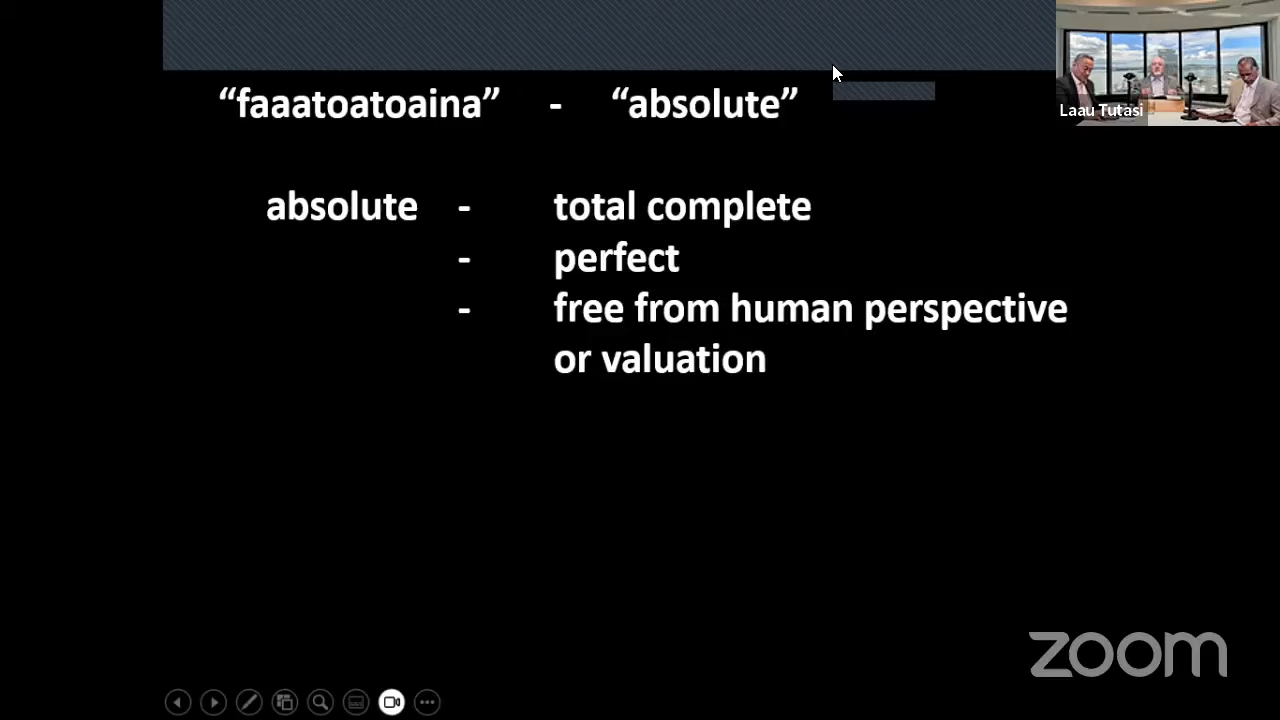 “faaatoatoaina” - “absolute”
Laau Tutasi
absolute - total complete
- perfect
- free from human perspective
or valuation
zoom